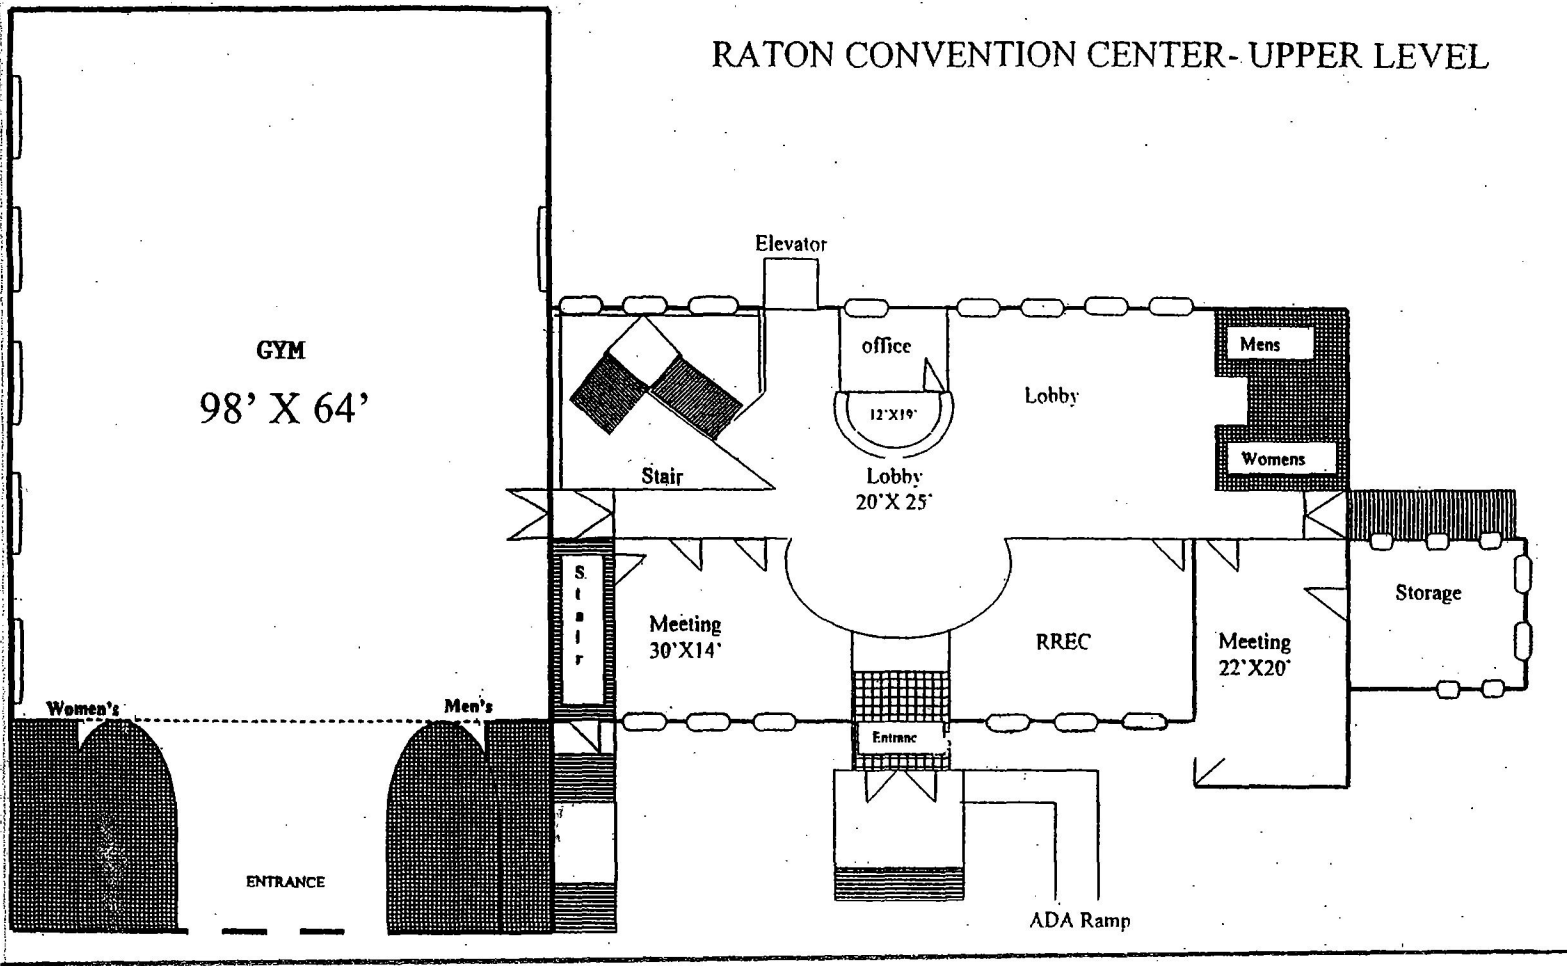 RATON CONVENTION CENTER- UPPER LEVEL
Elevator
GYM
98' X 64'
office
12'X19'
Lobby
Mens
Womens
Stair
Lobby
20'X 25'
Stair
Meeting
30'X14'
RREC
Meeting
22'X20'
Storage
Women's
Men's
Entranc
ENTRANCE
ADA Ramp